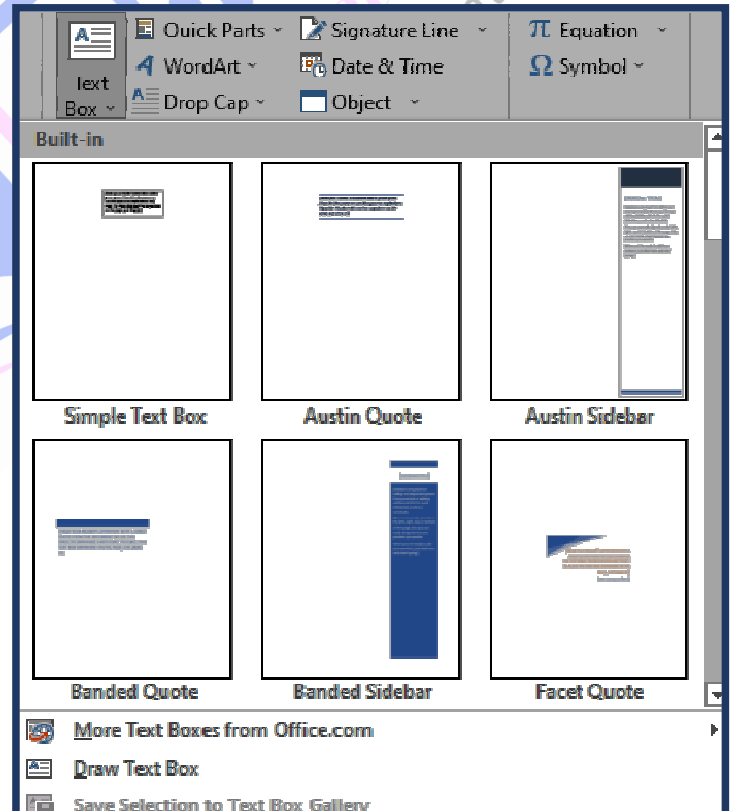 Quick Parts Signature Line π Equation
Text Box WordArt Date & Time Ω Symbol
Drop Cap Object
Built-in
Simple Text Box Austin Quote Austin Sidebar
Banded Quote Banded Sidebar Facet Quote
More Text Boxes from Office.com
Draw Text Box
Save Selection to Text Box Gallery